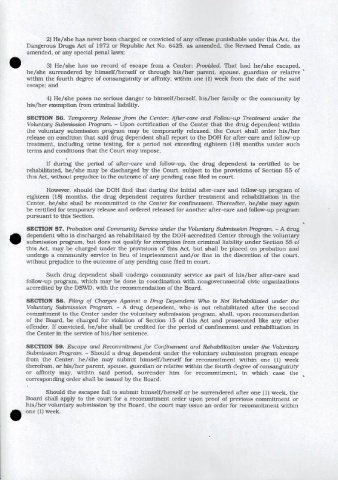 2) He/she has never been charged or convicted of any offense punishable under this Act, the
Dangerous Drugs Act of 1972 or Republic Act No. 6425, as amended, the Revised Penal Code, as
amended, or any special penal laws;
3) He/she has no record of escape from a Center: Provided, That had he/she escaped,
he/she surrendered by himself/herself or through his/her parent, spouse, guardian or relative
within the fourth degree of consanguinity or affinity, within one (1) week from the date of the said
escape; and
4) He/she poses no serious danger to himself/herself, his/her family or the community by
his/her exemption from criminal liability.
SECTION 56. Temporary Release from the Center; After-care and Follow-up Treatment under the
Voluntary Submission Program. – Upon certification of the Center that the drug dependent within
the voluntary submission program may be temporarily released, the Court shall order his/her
release on condition that said drug dependent shall report to the DOH for after-care and follow-up
treatment, including urine testing, for a period not exceeding eighteen (18) months under such
terms and conditions that the Court may impose.
If during the period of after-care and follow-up, the drug dependent is certified to be
rehabilitated, he/she may be discharged by the Court, subject to the provisions of Section 55 of
this Act, without prejudice to the outcome of any pending case filed in court.
However, should the DOH find that during the initial after-care and follow-up program of
eighteen (18) months, the drug dependent requires further treatment and rehabilitation in the
Center, he/she shall be recommitted to the Center for confinement. Thereafter, he/she may again
be certified for temporary release and ordered released for another after-care and follow-up program
pursuant to this Section.
SECTION 57. Probation and Community Service under the Voluntary Submission Program. – A drug
dependent who is discharged as rehabilitated by the DOH-accredited Center through the voluntary
submission program, but does not qualify for exemption from criminal liability under Section 55 of
this Act, may be charged under the provisions of this Act, but shall be placed on probation and
undergo a community service in lieu of imprisonment and/or fine in the discretion of the court,
without prejudice to the outcome of any pending case filed in court.
Such drug dependent shall undergo community service as part of his/her after-care and
follow-up program, which may be done in coordination with nongovernmental civic organizations
accredited by the DSWD, with the recommendation of the Board.
SECTION 58. Filing of Charges Against a Drug Dependent Who is Not Rehabilitated under the
Voluntary Submission Program. – A drug dependent, who is not rehabilitated after the second
commitment to the Center under the voluntary submission program, shall, upon recommendation
of the Board, be charged for violation of Section 15 of this Act and prosecuted like any other
offender. If convicted, he/she shall be credited for the period of confinement and rehabilitation in
the Center in the service of his/her sentence.
SECTION 59. Escape and Recommitment for Confinement and Rehabilitation under the Voluntary
Submission Program. – Should a drug dependent under the voluntary submission program escape
from the Center, he/she may submit himself/herself for recommitment within one (1) week
therefrom, or his/her parent, spouse, guardian or relative within the fourth degree of consanguinity
or affinity may, within said period, surrender him for recommitment, in which case the
corresponding order shall be issued by the Board.
Should the escapee fail to submit himself/herself or be surrendered after one (1) week, the
Board shall apply to the court for a recommitment order upon proof of previous commitment or
his/her voluntary submission by the Board, the court may issue an order for recommitment within
one (1) week.